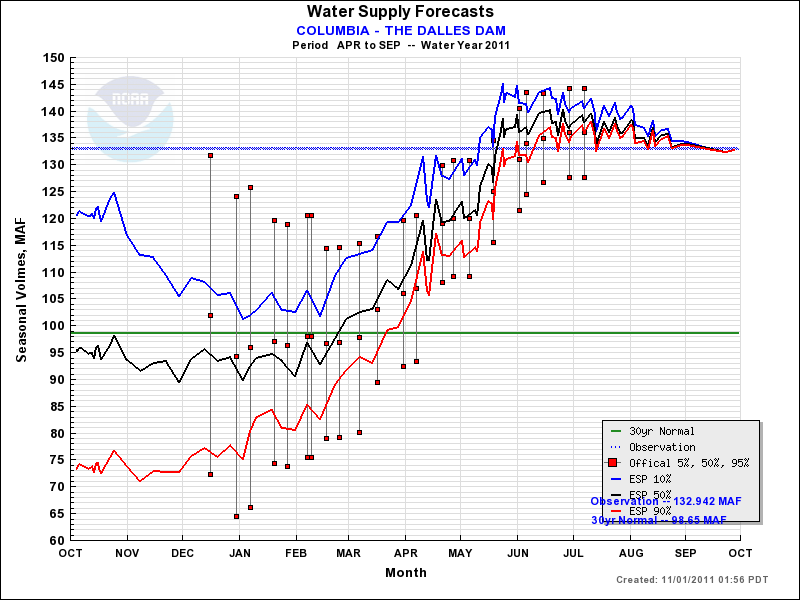 Water Supply Forecasts
COLUMBIA - THE DALLES DAM
Period APR to SEP -- Water Year 2011
150
145
140
135
130
125
120
115
110
105
100
95
90
85
80
75
70
65
60
Seasonal Volmes, MAF
NOAA
30yr Normal
Observation
Offical 5%, 50%, 95%
ESP 10%
ESP 50%
Observation -- 132.942 MAF
ESP 90%
30yr Normal -- 98.65 MAF
OCT NOV DEC JAN FEB MAR APR MAY JUN JUL AUG SEP OCT
Month
Created: 11/01/2011 01:56 PDT